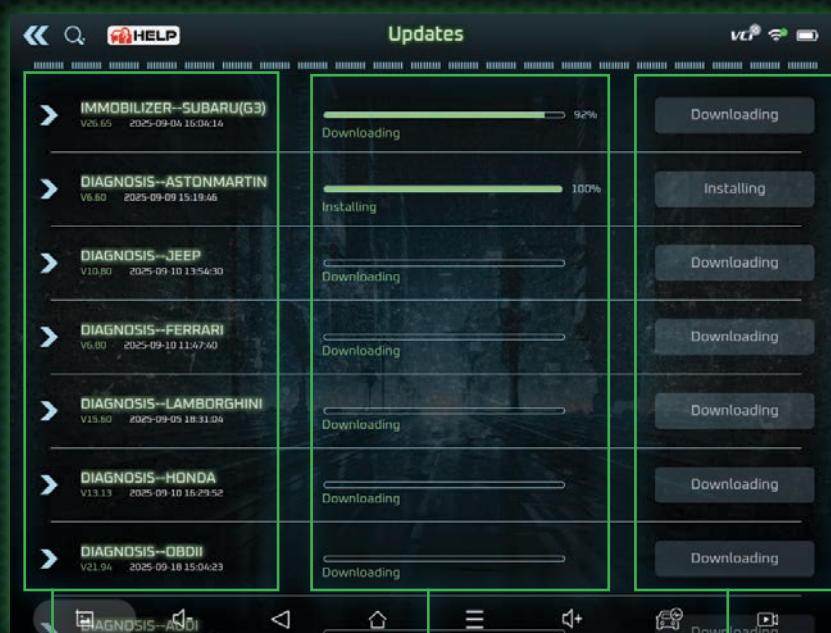 HELP
Updates
VCI
IMMOBILIZER--SUBARU(G3)
V26.65 2025-09-04 16:04:14
92%
Downloading
Downloading
DIAGNOSIS--ASTONMARTIN
V6.60 2025-09-09 15:19:46
100%
Installing
Installing
DIAGNOSIS--JEEP
V10.80 2025-09-10 13:54:30
Downloading
Downloading
DIAGNOSIS--FERRARI
V6.80 2025-09-10 11:47:40
Downloading
Downloading
DIAGNOSIS--LAMBORGHINI
V15.60 2025-09-05 18:31:04
Downloading
Downloading
DIAGNOSIS--HONDA
V13.13 2025-09-10 16:29:52
Downloading
Downloading
DIAGNOSIS--OBDII
V21.94 2025-09-18 15:04:23
Downloading
Downloading
DIAGNOSIS--AUDI
Downloading